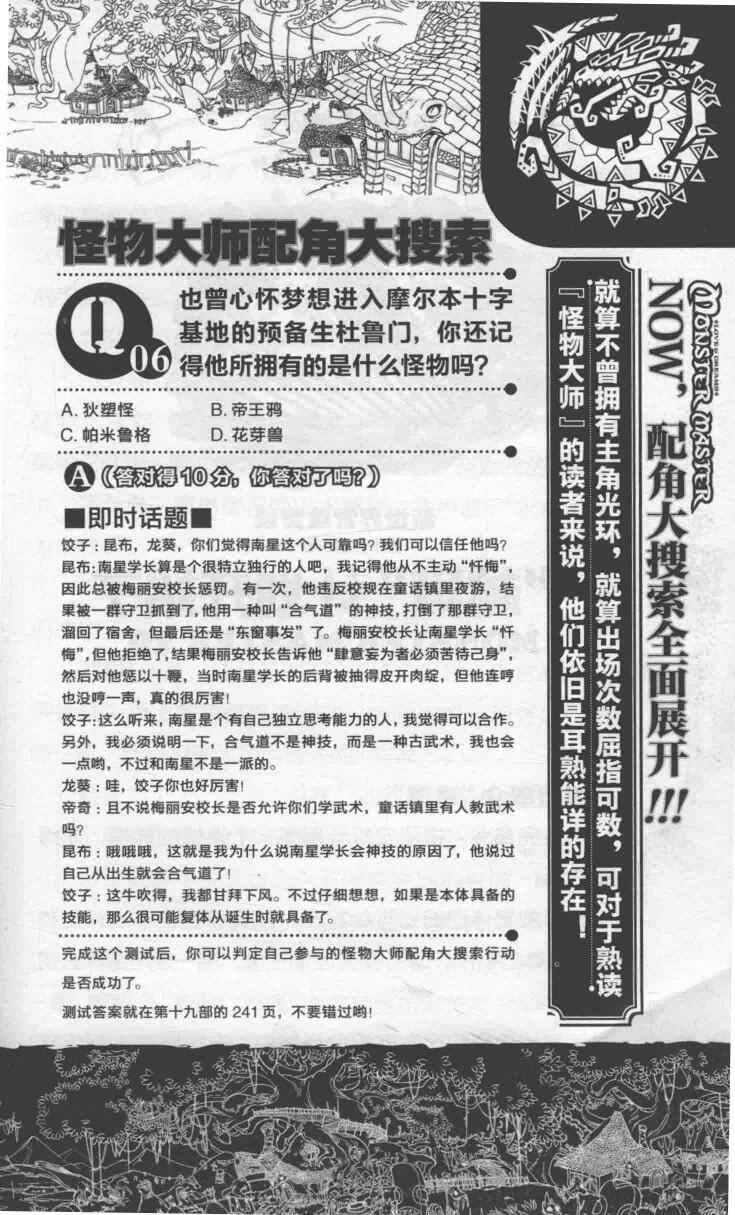 怪物大师配角大搜索
Q06
也曾心怀梦想进入摩尔本十字
基地的预备生杜鲁门，你还记
得他所拥有的是什么怪物吗？
A. 狄塑怪 B. 帝王鸦
C. 帕米鲁格 D. 花芽兽
A（答对得10分，你答对了吗？）
■即时话题■
饺子：昆布，龙葵，你们觉得南星这个人可靠吗？我们可以信任他吗？
昆布：南星学长算是个很特立独行的人吧，我记得他从不主动“忏悔”，
因此总被梅丽安校长惩罚。有一次，他违反校规在童话镇里夜游，结
果被一群守卫抓到了，他用一种叫“合气道”的神技，打倒了那群守卫，
溜回了宿舍，但最后还是“东窗事发”了。梅丽安校长让南星学长“忏
悔”，但他拒绝了，结果梅丽安校长告诉他“肆意妄为者必须苦待己身”，
然后对他惩以十鞭，当时南星学长的后背被抽得皮开肉绽，但他连哼
也没哼一声，真的很厉害！
饺子：这么听来，南星是个有自己独立思考能力的人，我觉得可以合作。
另外，我必须说明一下，合气道不是神技，而是一种古武术，我也会
一点哟，不过和南星不是一派的。
龙葵：哇，饺子你也好厉害！
帝奇：且不说梅丽安校长是否允许你们学武术，童话镇里有人教武术
吗？
昆布：哦哦哦，这就是我为什么说南星学长会神技的原因了，他说过
自己从出生就会合气道了！
饺子：这牛吹得，我都甘拜下风。不过仔细想想，如果是本体具备的
技能，那么很可能复体从诞生时就具备了。
完成这个测试后，你可以判定自己参与的怪物大师配角大搜索行动
是否成功了。
测试答案就在第十九部的241页，不要错过哟！
MONSTER MASTER
LOVE & DREAMS
NOW，配角大搜索全面展开!!!
就算不曾拥有主角光环，就算出场次数屈指可数，可对于熟读
『怪物大师』的读者来说，他们依旧是耳熟能详的存在！